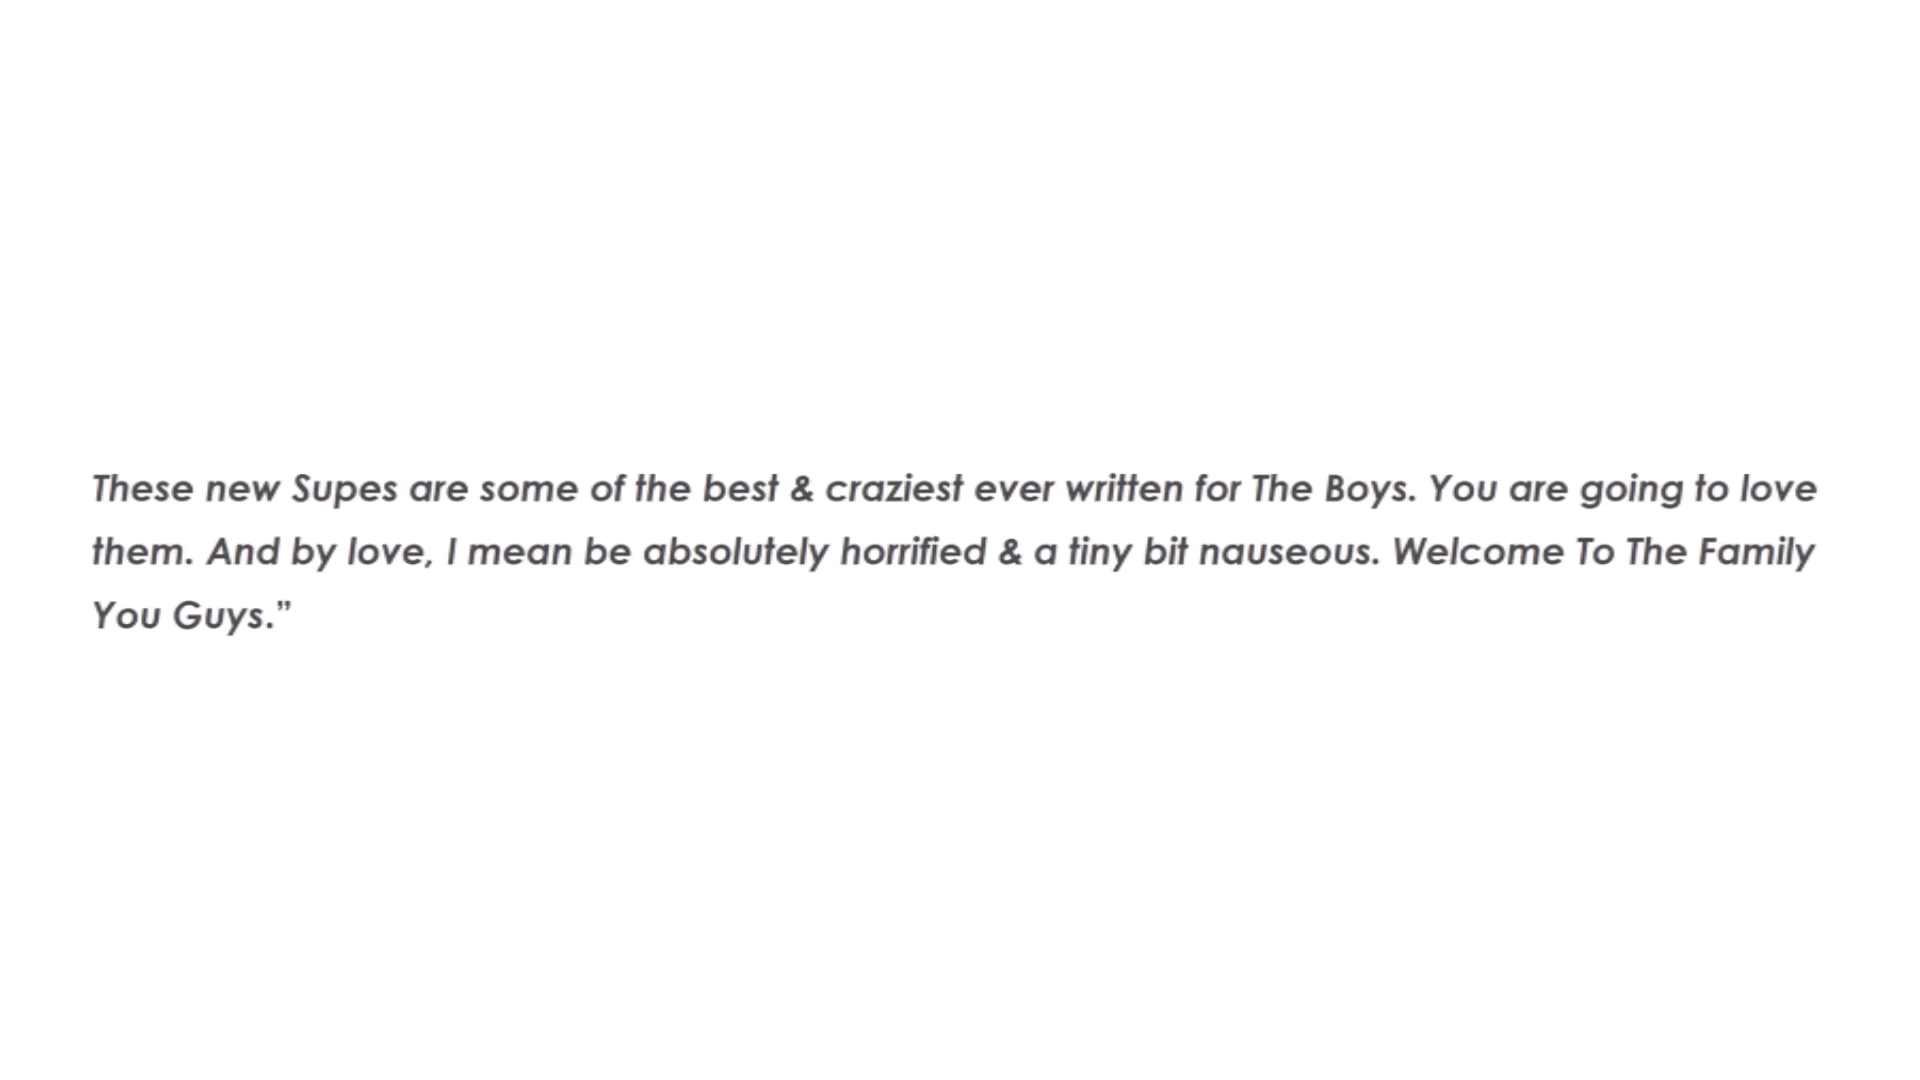 These new Supes are some of the best & craziest ever written for The Boys. You are going to love
them. And by love, I mean be absolutely horrified & a tiny bit nauseous. Welcome To The Family
You Guys.”